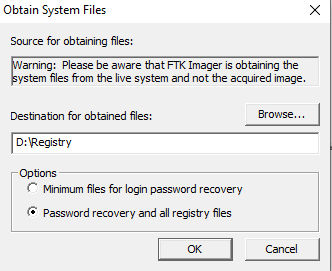 Obtain System Files
Source for obtaining files:
Warning:  Please be aware that FTK Imager is obtaining the
system files from the live system and not the acquired image.
Destination for obtained files:
Browse...
D:\Registry
Options
Minimum files for login password recovery
Password recovery and all registry files
OK
Cancel